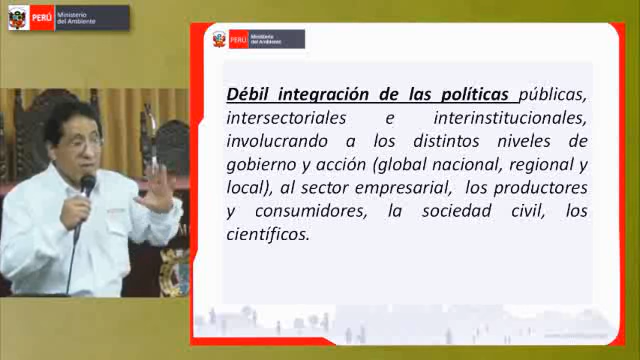 PERÚ
Ministerio
del Ambiente
PERÚ
Ministerio
del Ambiente
Débil integración de las políticas públicas,
intersectoriales e interinstitucionales,
involucrando a los distintos niveles de
gobierno y acción (global nacional, regional y
local), al sector empresarial, los productores
y consumidores, la sociedad civil, los
científicos.